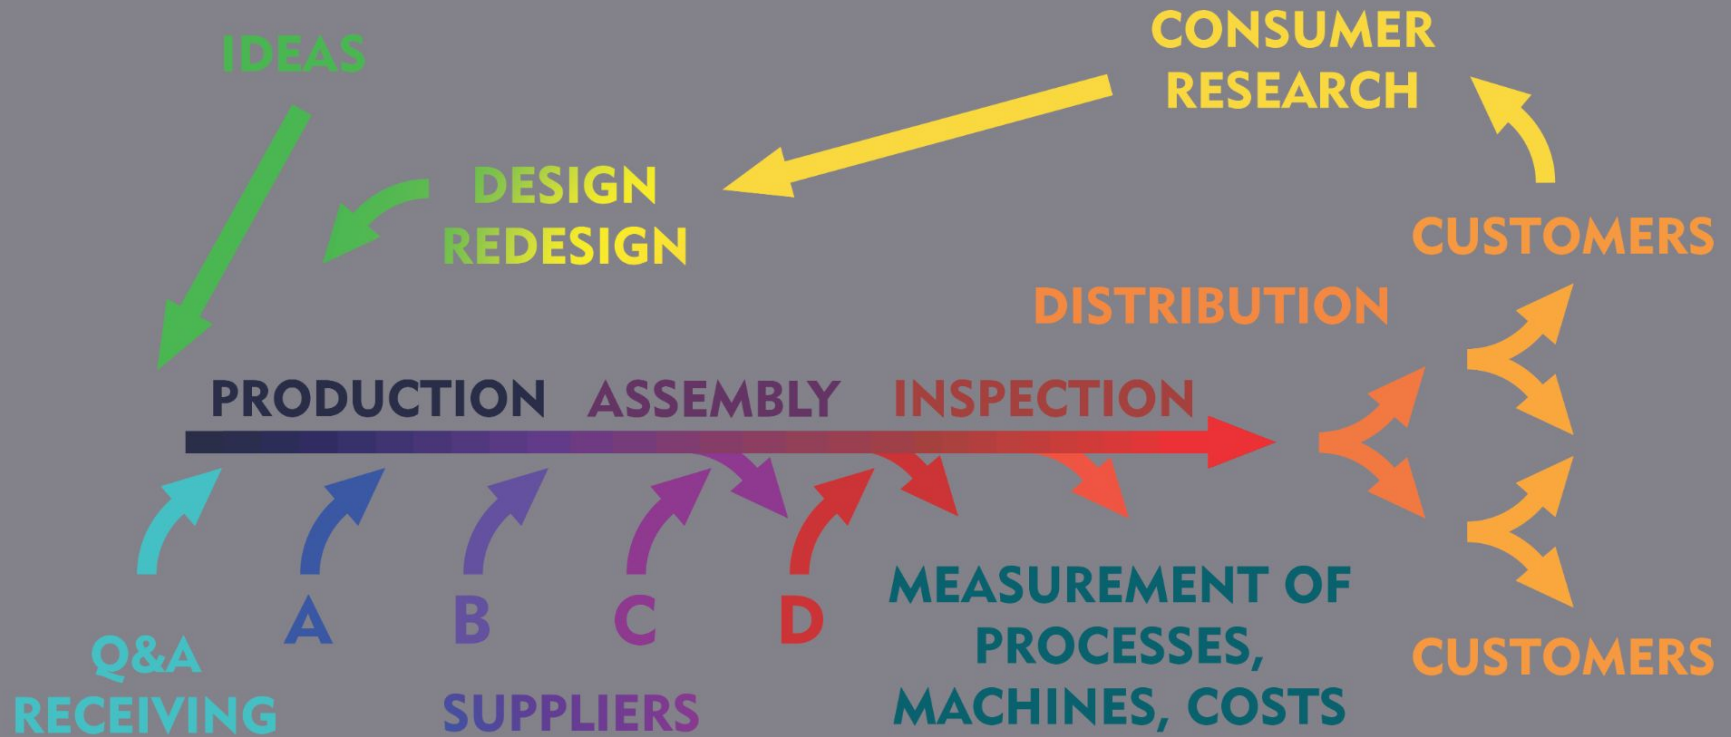 IDEAS
CONSUMER
RESEARCH
DESIGN
REDESIGN
CUSTOMERS
DISTRIBUTION
PRODUCTION ASSEMBLY INSPECTION
A B C D
Q&A
RECEIVING
SUPPLIERS
MEASUREMENT OF
PROCESSES,
MACHINES, COSTS
CUSTOMERS